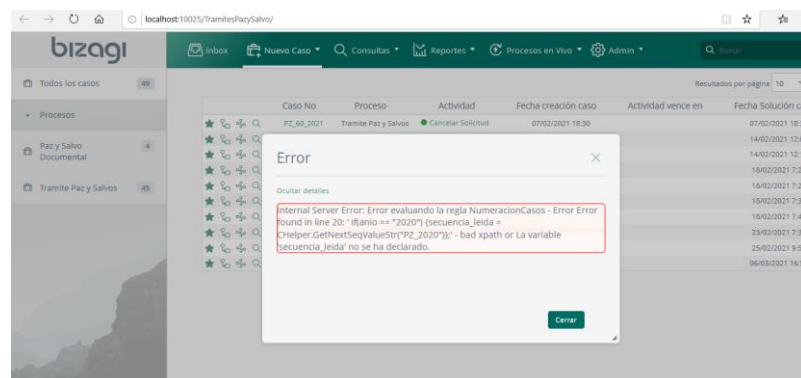 localhost:10025/TramitesPazySalvo/
bizagi
Inbox Nuevo Caso Consultas Reportes Procesos en Vivo Admin Buscar
Todos los casos 49
Resultados por página 10
Procesos
Caso No Proceso Actividad Fecha creación caso Actividad vence en Fecha Solución c
PZ_60_2021 Tramite Paz y Salvos Cancelar Solicitud 07/02/2021 18:30 07/02/2021 18:
Paz y Salvo Documental 4
14/02/2021 12:
14/02/2021 12:
18/02/2021 7:2
Tramite Paz y Salvos 45
18/02/2021 7:2
18/02/2021 7:3
18/02/2021 7:4
23/02/2021 7:3
25/02/2021 9:5
06/03/2021 16:
Error
Ocultar detalles
Internal Server Error: Error evaluando la regla NumeracionCasos - Error Error
found in line 20: ' if(anio == "2020") {secuencia_leida =
CHelper.GetNextSeqValueStr("PZ_2020")};' - bad xpath or La variable
'secuencia_leida' no se ha declarado.
Cerrar